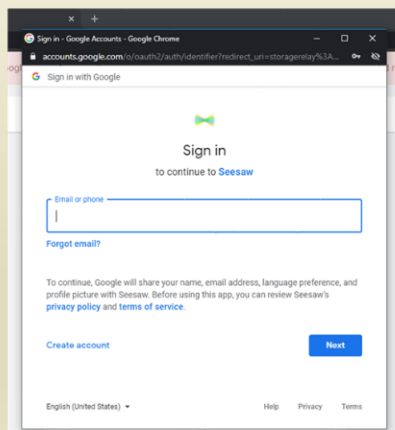 Sign in - Google Accounts - Google Chrome
accounts.google.com/o/oauth2/auth/identifier?redirect_uri=storagerelay%3A...
Sign in with Google
Sign in
to continue to Seesaw
Email or phone
Forgot email?
To continue, Google will share your name, email address, language preference, and
profile picture with Seesaw. Before using this app, you can review Seesaw's
privacy policy and terms of service.
Create account
Next
English (United States)
Help Privacy Terms